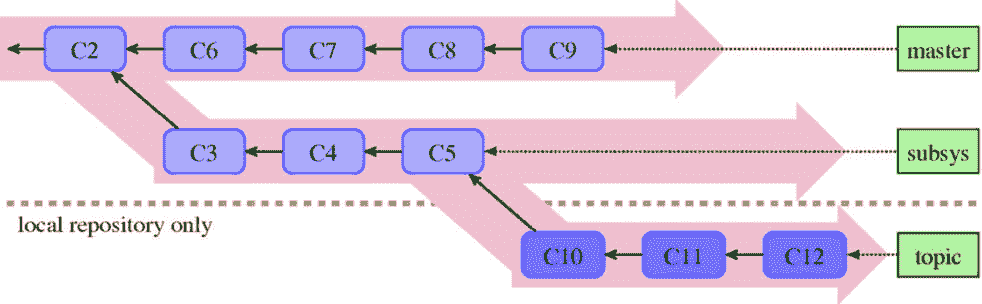 C2 C6 C7 C8 C9 master
C3 C4 C5 subsys
local repository only
C10 C11 C12 topic